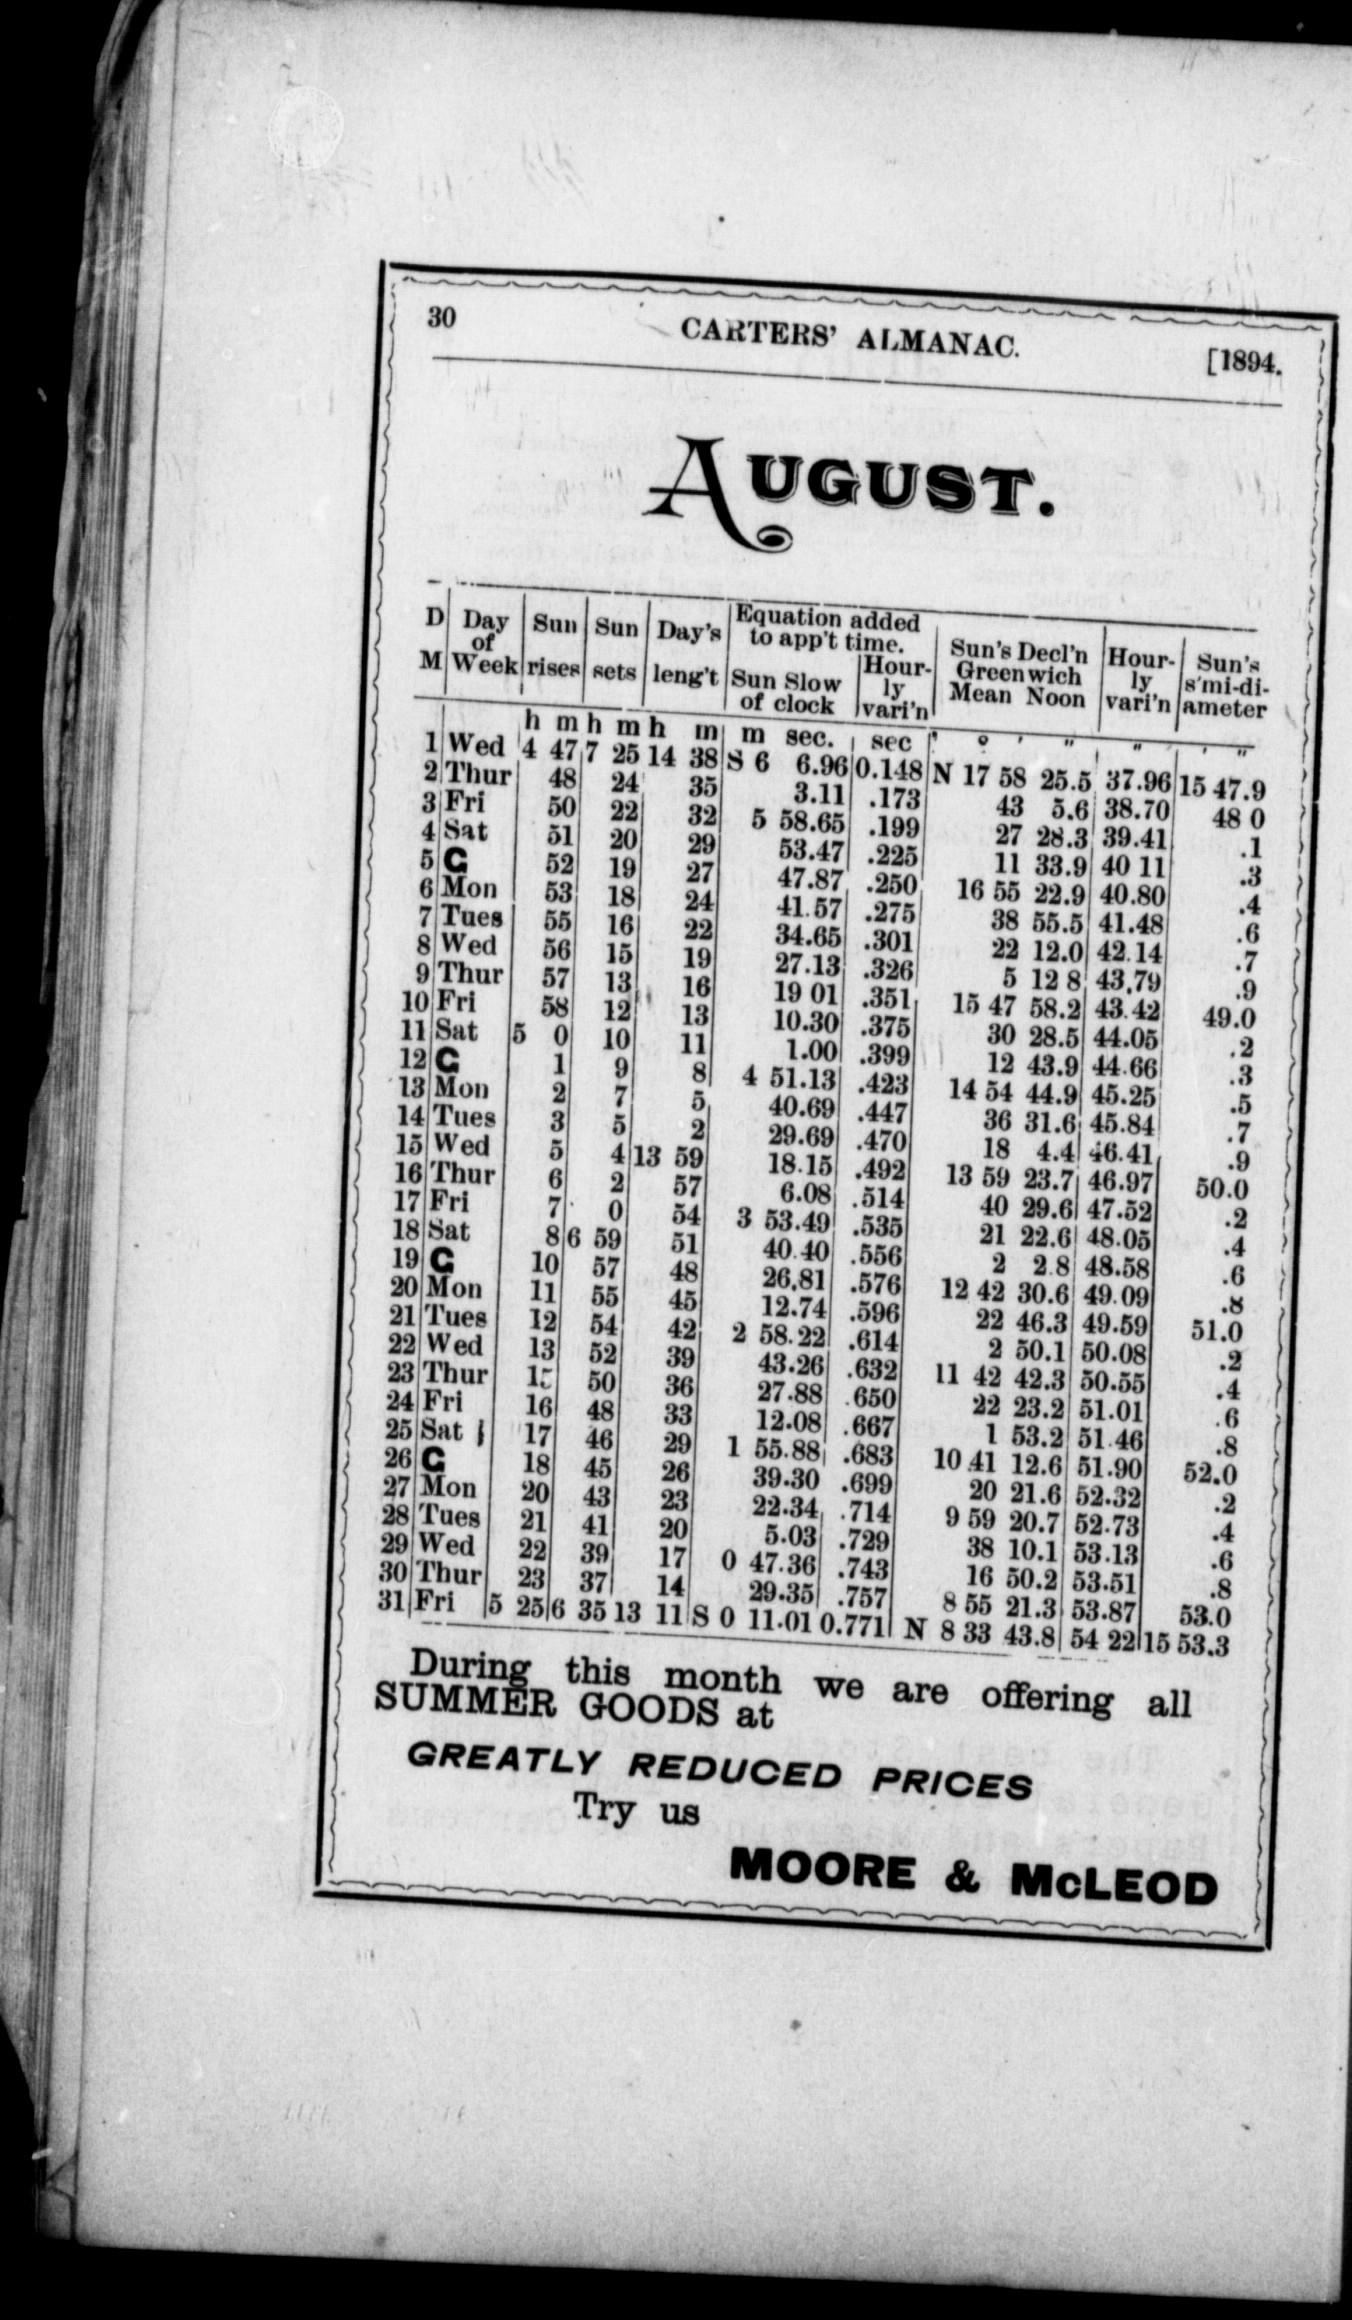 30 CARTERS' ALMANAC. [1894.
AUGUST.
D M Day of Week Sun rises Sun sets Day's leng't Equation added to app't time. Sun Slow of clock Hour-ly vari'n Sun's Decl'n Greenwich Mean Noon Hour-ly vari'n Sun's s'mi-di-ameter
h m h m h m m sec. sec ° ' " " ' "
1 Wed 4 47 7 25 14 38 S 6 6.96 0.148 N 17 58 25.5 37.96 15 47.9
2 Thur 48 24 35 3.11 .173 43 5.6 38.70 48 0
3 Fri 50 22 32 5 58.65 .199 27 28.3 39.41 .1
4 Sat 51 20 29 53.47 .225 11 33.9 40 11 .3
5 G 52 19 27 47.87 .250 16 55 22.9 40.80 .4
6 Mon 53 18 24 41.57 .275 38 55.5 41.48 .6
7 Tues 55 16 22 34.65 .301 22 12.0 42.14 .7
8 Wed 56 15 19 27.13 .326 5 12 8 43,79 .9
9 Thur 57 13 16 19 01 .351 15 47 58.2 43.42 49.0
10 Fri 58 12 13 10.30 .375 30 28.5 44.05 .2
11 Sat 5 0 10 11 1.00 .399 12 43.9 44.66 .3
12 G 1 9 8 4 51.13 .423 14 54 44.9 45.25 .5
13 Mon 2 7 5 40.69 .447 36 31.6 45.84 .7
14 Tues 3 5 2 29.69 .470 18 4.4 46.41 .9
15 Wed 5 4 13 59 18.15 .492 13 59 23.7 46.97 50.0
16 Thur 6 2 57 6.08 .514 40 29.6 47.52 .2
17 Fri 7 0 54 3 53.49 .535 21 22.6 48.05 .4
18 Sat 8 6 59 51 40.40 .556 2 2.8 48.58 .6
19 G 10 57 48 26.81 .576 12 42 30.6 49.09 .8
20 Mon 11 55 45 12.74 .596 22 46.3 49.59 51.0
21 Tues 12 54 42 2 58.22 .614 2 50.1 50.08 .2
22 Wed 13 52 39 43.26 .632 11 42 42.3 50.55 .4
23 Thur 15 50 36 27.88 .650 22 23.2 51.01 .6
24 Fri 16 48 33 12.08 .667 1 53.2 51.46 .8
25 Sat 17 46 29 1 55.88 .683 10 41 12.6 51.90 52.0
26 G 18 45 26 39.30 .699 20 21.6 52.32 .2
27 Mon 20 43 23 22.34 .714 9 59 20.7 52.73 .4
28 Tues 21 41 20 5.03 .729 38 10.1 53.13 .6
29 Wed 22 39 17 0 47.36 .743 16 50.2 53.51 .8
30 Thur 23 37 14 29.35 .757 8 55 21.3 53.87 53.0
31 Fri 5 25 6 35 13 11 S 0 11.01 0.771 N 8 33 43.8 54 22 15 53.3
During this month we are offering all
SUMMER GOODS at
GREATLY REDUCED PRICES
Try us
MOORE & McLEOD